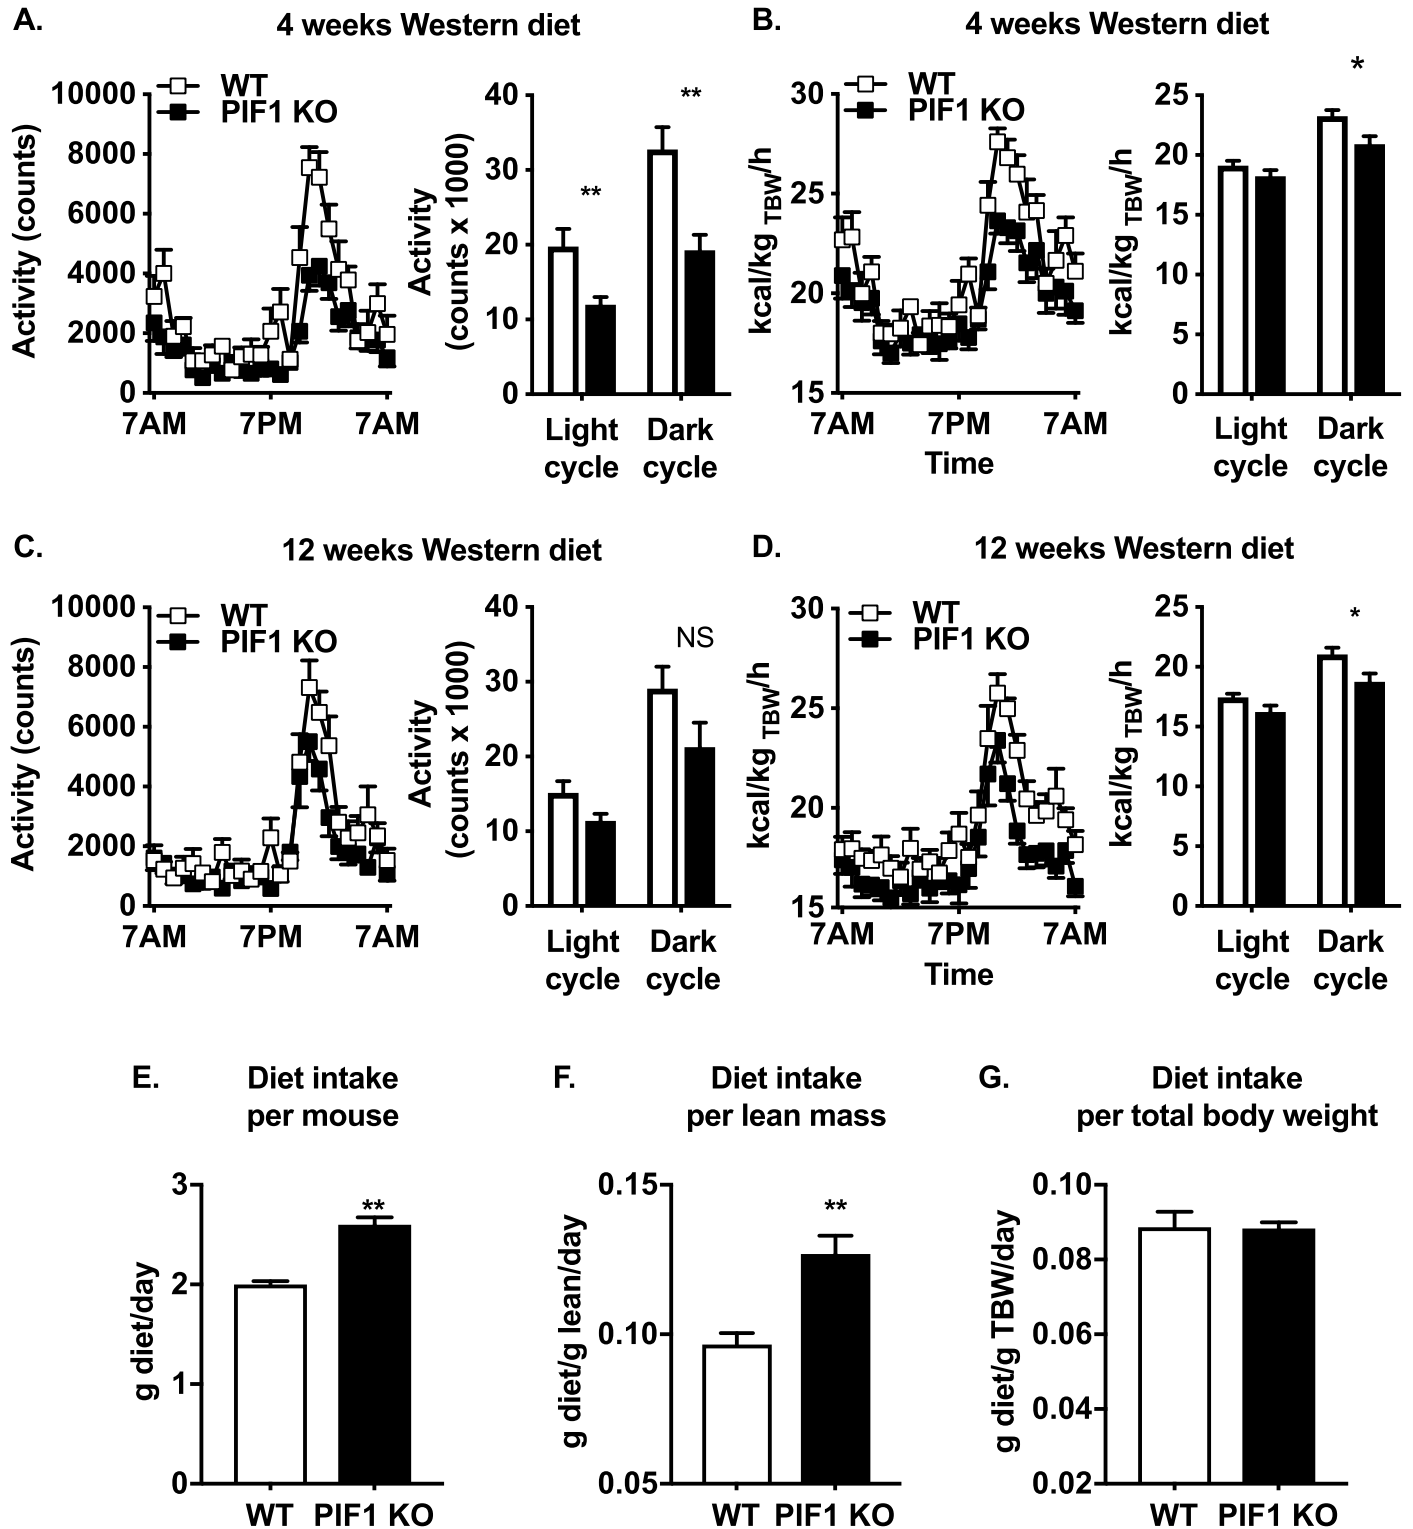 A.
4 weeks Western diet
WT
PIF1 KO
Activity (counts)
10000
8000
6000
4000
2000
0
7AM 7PM 7AM
**
**
Activity
(counts x 1000)
40
30
20
10
0
Light cycle
Dark cycle
B.
4 weeks Western diet
WT
PIF1 KO
kcal/kg TBW/h
30
25
20
15
7AM 7PM 7AM
Time
*
kcal/kg TBW/h
25
20
15
10
5
0
Light cycle
Dark cycle
C.
12 weeks Western diet
WT
PIF1 KO
Activity (counts)
10000
8000
6000
4000
2000
0
7AM 7PM 7AM
NS
Activity
(counts x 1000)
40
30
20
10
0
Light cycle
Dark cycle
D.
12 weeks Western diet
WT
PIF1 KO
kcal/kg TBW/h
30
25
20
15
7AM 7PM 7AM
Time
*
kcal/kg TBW/h
25
20
15
10
5
0
Light cycle
Dark cycle
E.
Diet intake
per mouse
g diet/day
3
2
1
0
**
WT PIF1 KO
F.
Diet intake
per lean mass
g diet/g lean/day
0.15
0.10
0.05
**
WT PIF1 KO
G.
Diet intake
per total body weight
g diet/g TBW/day
0.10
0.08
0.06
0.04
0.02
WT PIF1 KO